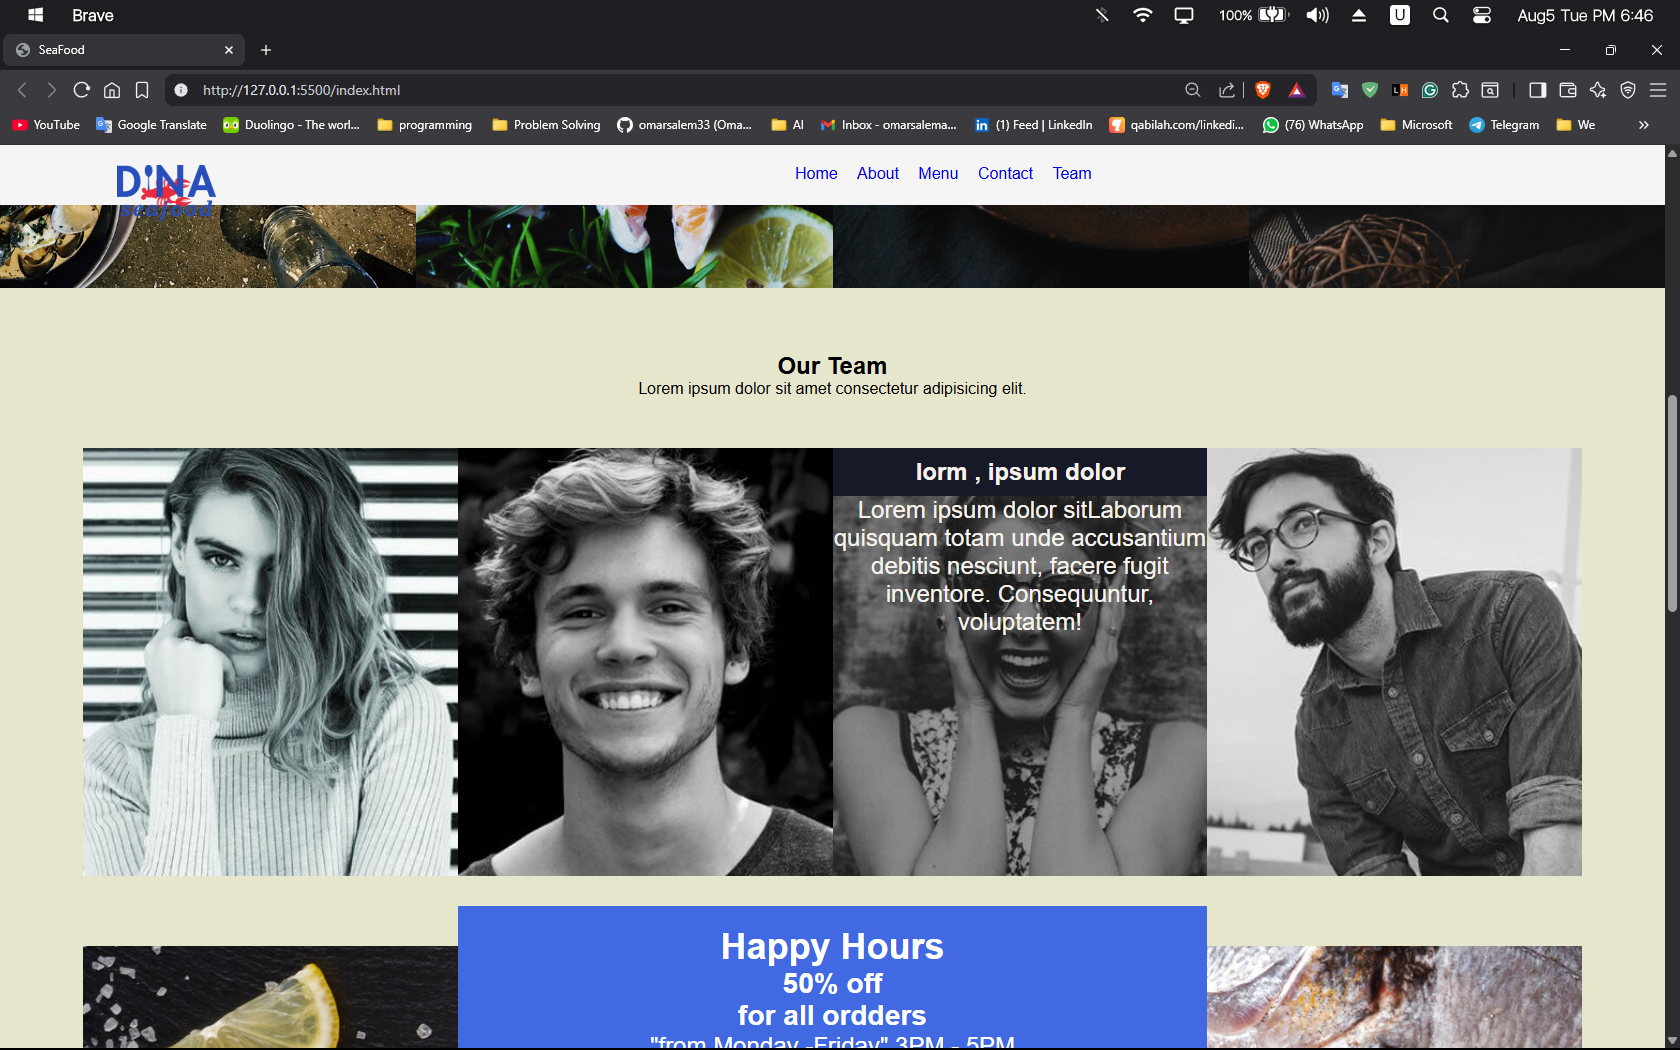 Brave
100%
U
Aug5 Tue PM 6:46
SeaFood
http://127.0.0.1:5500/index.html
LH
YouTube
Google Translate
Duolingo - The worl...
programming
Problem Solving
omarsalem33 (Oma...
AI
Inbox - omarsalema...
(1) Feed | LinkedIn
qabilah.com/linkedi...
(76) WhatsApp
Microsoft
Telegram
We
»
DINA
seafood
Home
About
Menu
Contact
Team
Our Team
Lorem ipsum dolor sit amet consectetur adipisicing elit.
lorm , ipsum dolor
Lorem ipsum dolor sitLaborum
quisquam totam unde accusantium
debitis nesciunt, facere fugit
inventore. Consequuntur,
voluptatem!
Happy Hours
50% off
for all ordders
"from Monday -Friday" 3PM - 5PM